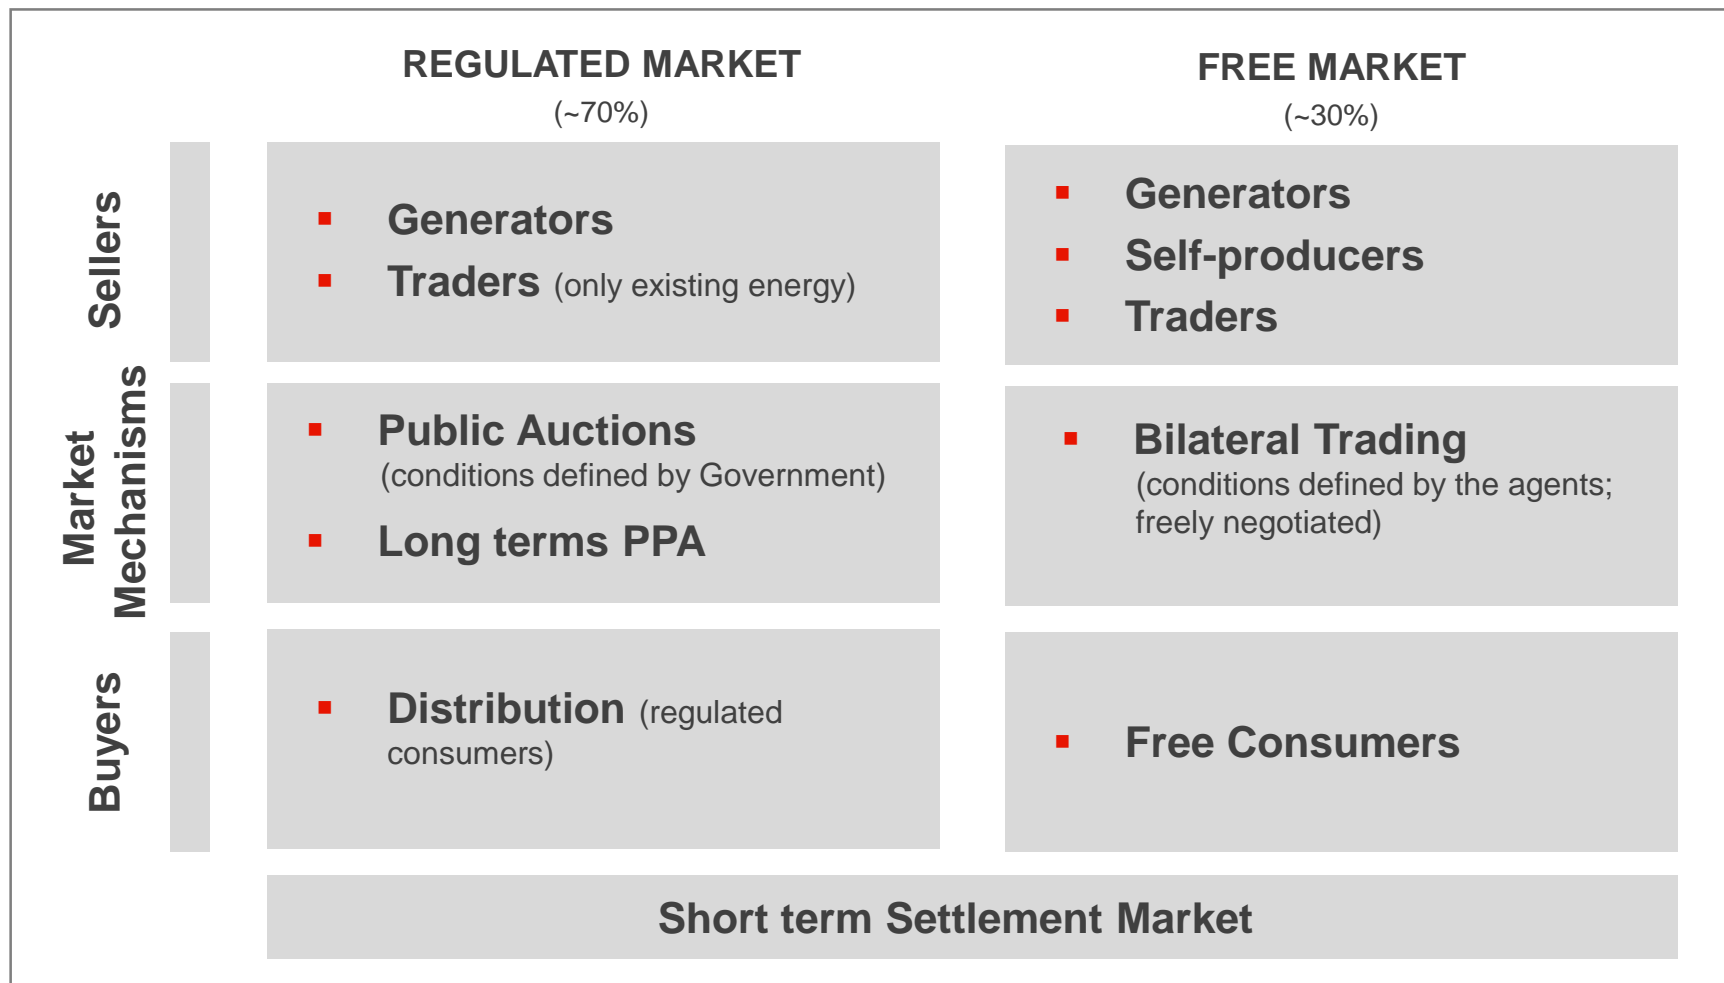 REGULATED MARKET
(~70%)
FREE MARKET
(~30%)
Sellers
▪ Generators
▪ Traders (only existing energy)
▪ Generators
▪ Self-producers
▪ Traders
Market
Mechanisms
▪ Public Auctions
(conditions defined by Government)
▪ Long terms PPA
▪ Bilateral Trading
(conditions defined by the agents;
freely negotiated)
Buyers
▪ Distribution (regulated
consumers)
▪ Free Consumers
Short term Settlement Market